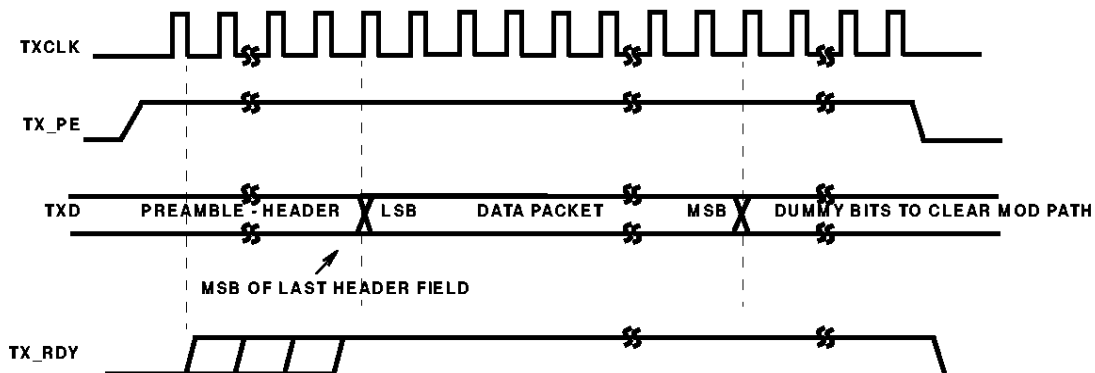 TXCLK
TX_PE
TXD PREAMBLE - HEADER LSB DATA PACKET MSB DUMMY BITS TO CLEAR MOD PATH
MSB OF LAST HEADER FIELD
TX_RDY